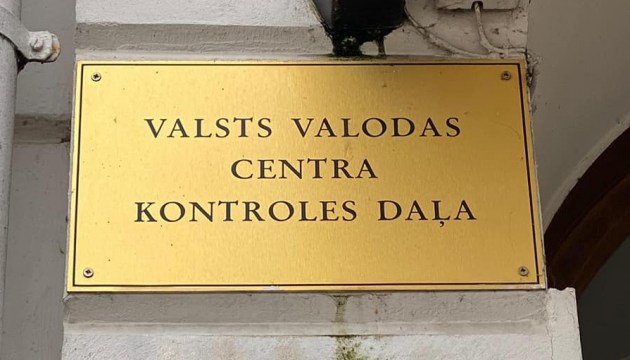 VALSTS VALODAS
CENTRA
KONTROLES DAĻA